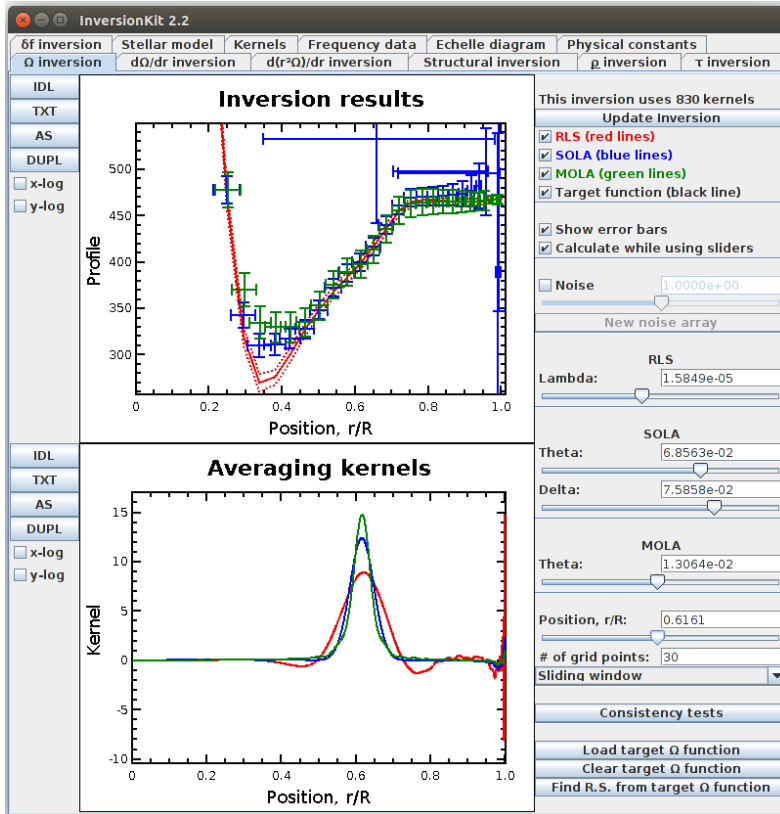 InversionKit 2.2
δf inversion Stellar model Kernels Frequency data Echelle diagram Physical constants
Ω inversion dΩ/dr inversion d(r²Ω)/dr inversion Structural inversion ρ inversion τ inversion
IDL
TXT
AS
DUPL
x-log
y-log
Inversion results
Profile
500
450
400
350
300
0 0.2 0.4 0.6 0.8 1.0
Position, r/R
IDL
TXT
AS
DUPL
x-log
y-log
Averaging kernels
Kernel
15
10
5
0
-5
-10
0 0.2 0.4 0.6 0.8 1.0
Position, r/R
This inversion uses 830 kernels
Update Inversion
RLS (red lines)
SOLA (blue lines)
MOLA (green lines)
Target function (black line)
Show error bars
Calculate while using sliders
Noise 1.0000e+00
New noise array
RLS
Lambda: 1.5849e-05
SOLA
Theta: 6.8563e-02
Delta: 7.5858e-02
MOLA
Theta: 1.3064e-02
Position, r/R: 0.6161
# of grid points: 30
Sliding window
Consistency tests
Load target Ω function
Clear target Ω function
Find R.S. from target Ω function